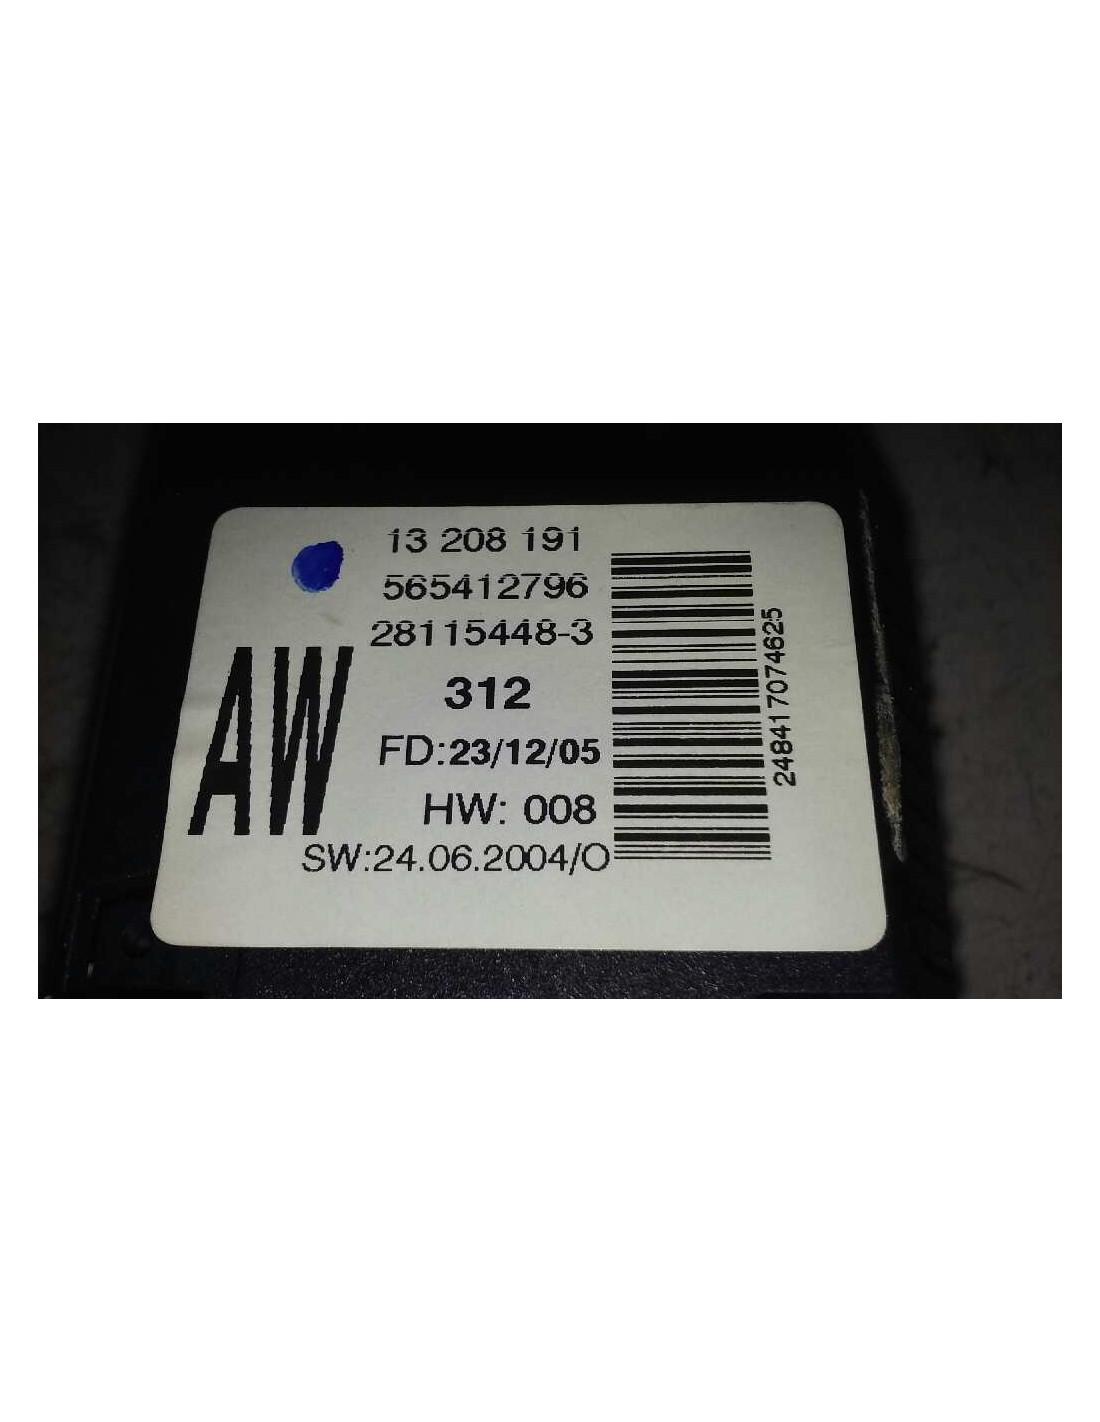 13 208 191
565412796
28115448-3
AW
312
FD:23/12/05
HW: 008
SW:24.06.2004/O
248417074625